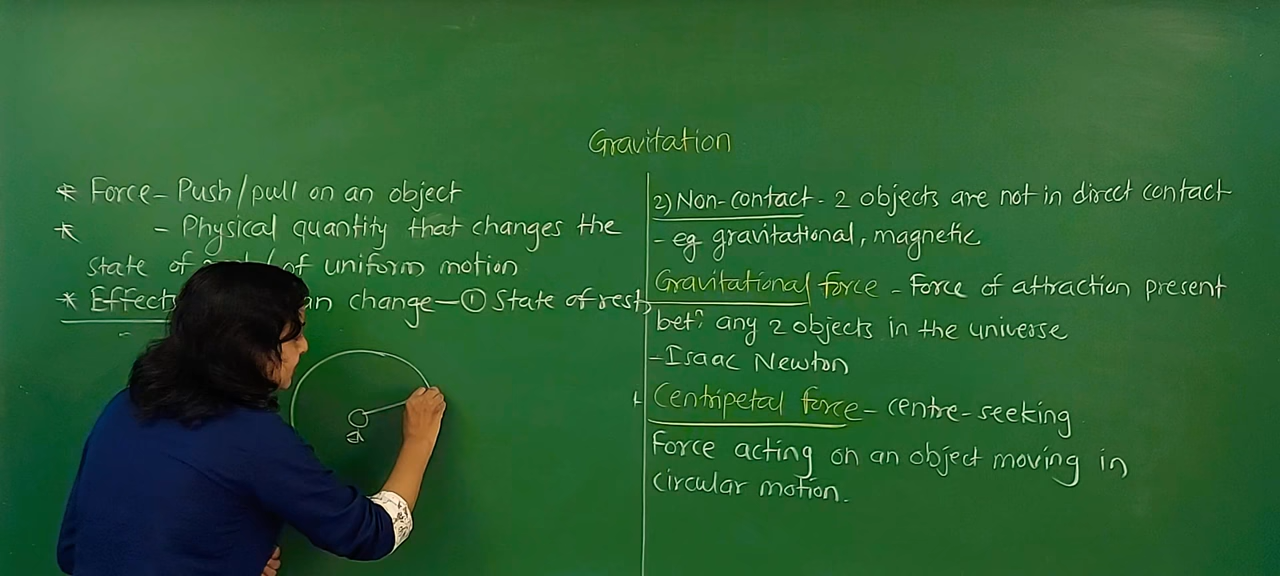 Gravitation
* Force - Push/pull on an object
* - Physical quantity that changes the
state of / of uniform motion
* Effects change - ① State of rest
2) Non-contact - 2 objects are not in direct contact
- eg gravitational, magnetic
Gravitational force - Force of attraction present
betn any 2 objects in the universe
- Isaac Newton
Centripetal force - centre-seeking
Force acting on an object moving in
circular motion.